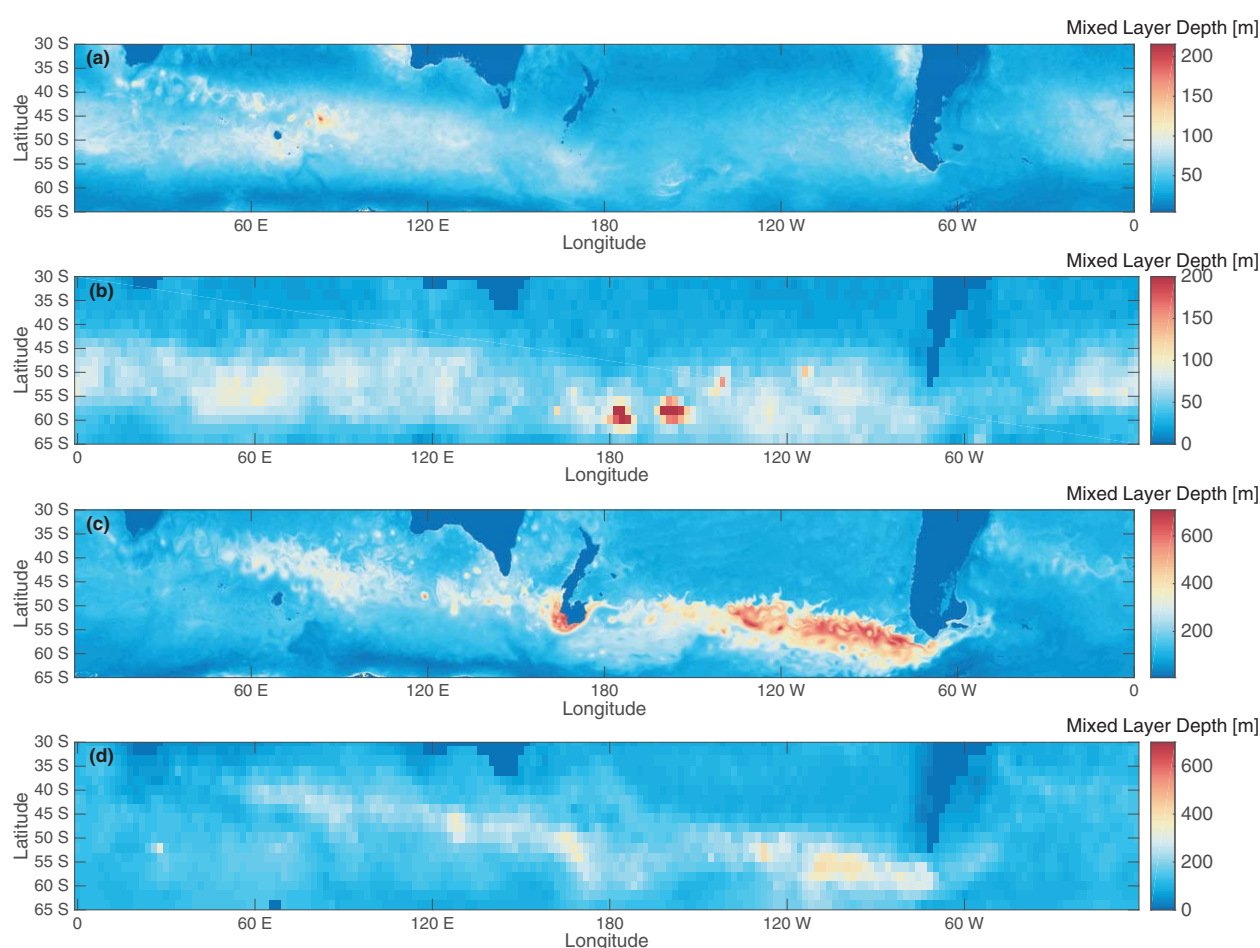 Mixed Layer Depth [m]
(a)
30 S
35 S
40 S
45 S
50 S
55 S
60 S
65 S
Latitude
60 E 120 E 180 120 W 60 W 0
Longitude
200
150
100
50
Mixed Layer Depth [m]
(b)
30 S
35 S
40 S
45 S
50 S
55 S
60 S
65 S
Latitude
0 60 E 120 E 180 120 W 60 W
Longitude
200
150
100
50
0
Mixed Layer Depth [m]
(c)
30 S
35 S
40 S
45 S
50 S
55 S
60 S
65 S
Latitude
60 E 120 E 180 120 W 60 W 0
Longitude
600
400
200
Mixed Layer Depth [m]
(d)
30 S
35 S
40 S
45 S
50 S
55 S
60 S
65 S
Latitude
0 60 E 120 E 180 120 W 60 W
Longitude
600
400
200
0